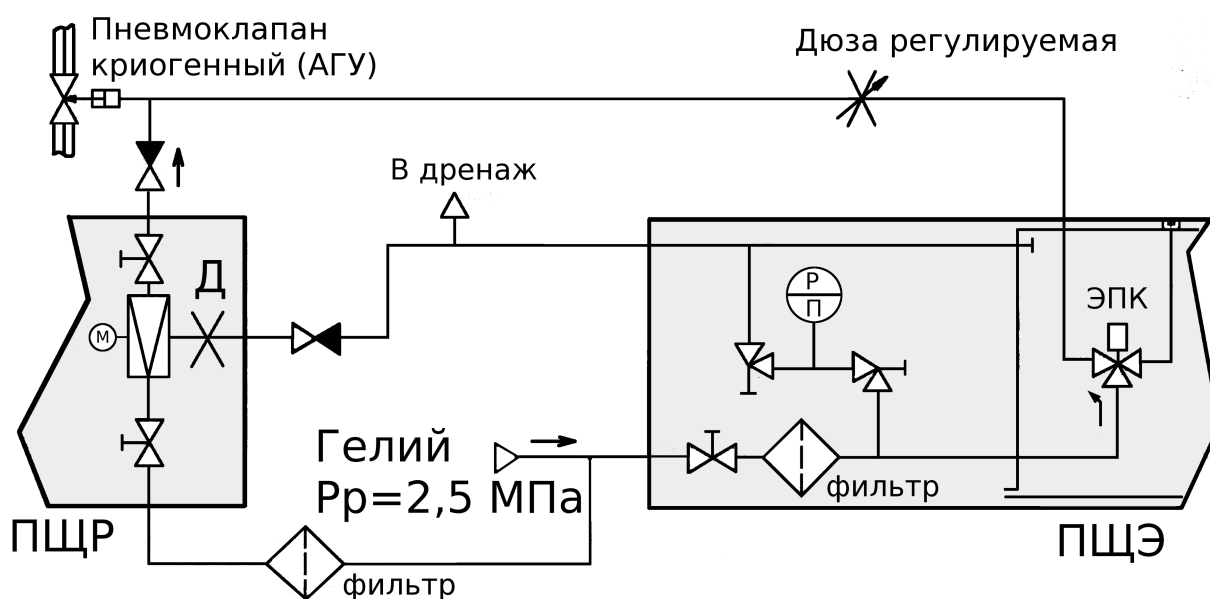 Пневмоклапан
криогенный (АГУ)
Дюза регулируемая
В дренаж
Д
Р
П
ЭПК
М
Гелий
Рр=2,5 МПа
фильтр
ПЩР
ПЩЭ
фильтр